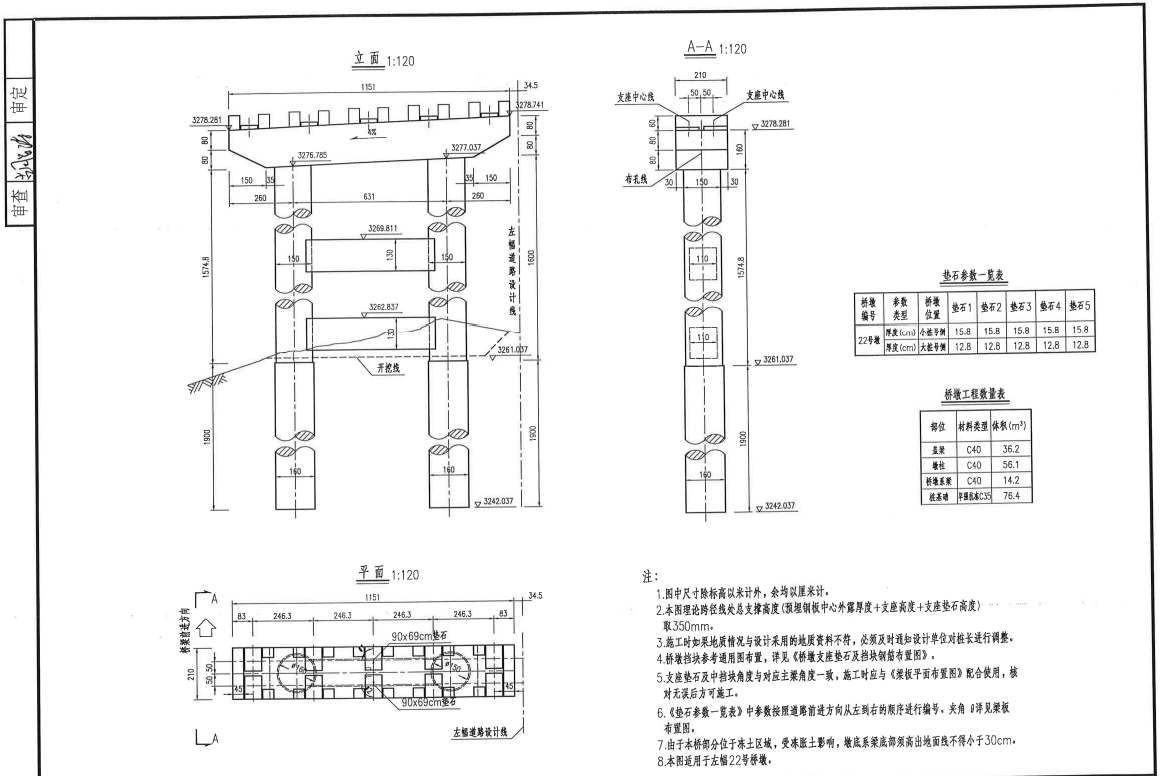 审定
审查
立面 1:120
1151
34.5
3278.281
3278.741
4%
80
80
80
80
3276.785
3277.037
150
35
35
150
260
631
260
3269.811
150
130
150
左幅道路设计线
1574.8
1600
3262.837
133
3261.037
开挖线
1900
1900
160
160
3242.037
A-A 1:120
210
支座中心线
50 50
支座中心线
3278.281
60
80
80
160
布孔线
30
150
30
110
1574.8
110
3261.037
1900
160
3242.037
垫石参数一览表
桥墩编号 参数类型 桥墩位置 垫石1 垫石2 垫石3 垫石4 垫石5
22号墩 厚度(cm) 小桩号侧 15.8 15.8 15.8 15.8 15.8
厚度(cm) 大桩号侧 12.8 12.8 12.8 12.8 12.8
桥墩工程数量表
部位 材料类型 体积(m³)
盖梁 C40 36.2
墩柱 C40 56.1
桥墩系梁 C40 14.2
桩基础 早强抗冻C35 76.4
平面 1:120
A
桥梁前进方向
1151
34.5
83
246.3
246.3
246.3
246.3
83
90x69cm垫石
210
50 50
ø160
ø150
45
45
90x69cm垫石
左幅道路设计线
A
注：
1.图中尺寸除标高以米计外，余均以厘米计。
2.本图理论跨径线处总支撑高度(预埋钢板中心外露厚度+支座高度+支座垫石高度)
取350mm。
3.施工时如果地质情况与设计采用的地质资料不符，必须及时通知设计单位对桩长进行调整。
4.桥墩挡块参考通用图布置，详见《桥墩支座垫石及挡块钢筋布置图》。
5.支座垫石及中挡块角度与对应主梁角度一致，施工时应与《梁板平面布置图》配合使用，核
对无误后方可施工。
6.《垫石参数一览表》中参数按照道路前进方向从左到右的顺序进行编号。夹角 θ详见梁板
布置图。
7.由于本桥部分位于冻土区域，受冻胀土影响，墩底系梁底部须高出地面线不得小于30cm。
8.本图适用于左幅22号桥墩。